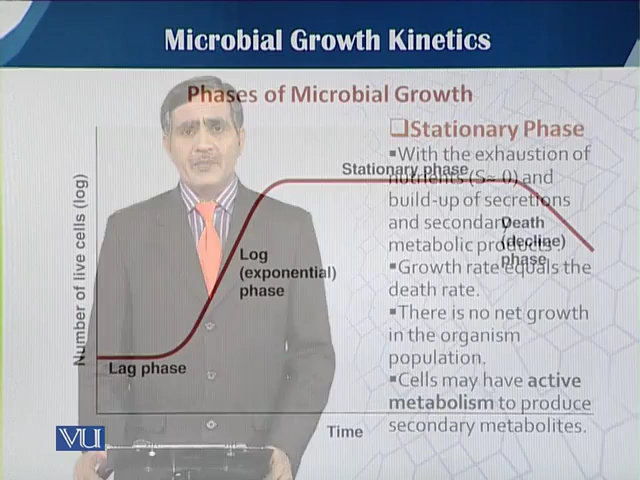 Microbial Growth Kinetics
Phases of Microbial Growth
❑Stationary Phase
▪With the exhaustion of
nutrients (S≈ 0) and
build-up of secretions
and secondary
metabolic products
▪Growth rate equals the
death rate.
▪There is no net growth
in the organism
population.
▪Cells may have active
metabolism to produce
secondary metabolites.
Stationary phase
Death
(decline)
phase
Log
(exponential)
phase
Lag phase
Number of live cells (log)
Time
VU